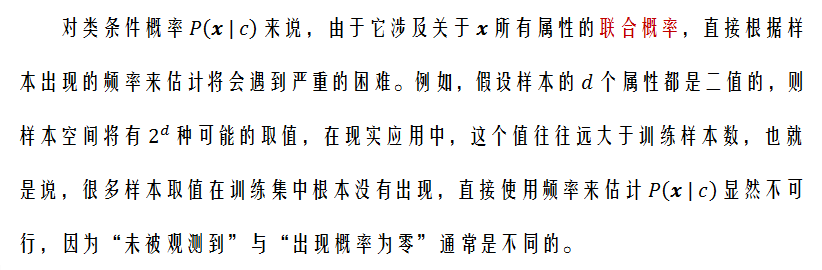 对类条件概率 P(x | c) 来说，由于它涉及关于 x 所有属性的联合概率，直接根据样
本出现的频率来估计将会遇到严重的困难。例如，假设样本的 d 个属性都是二值的，则
样本空间将有 2^d 种可能的取值，在现实应用中，这个值往往远大于训练样本数，也就
是说，很多样本取值在训练集中根本没有出现，直接使用频率来估计 P(x | c) 显然不可
行，因为“未被观测到”与“出现概率为零”通常是不同的。